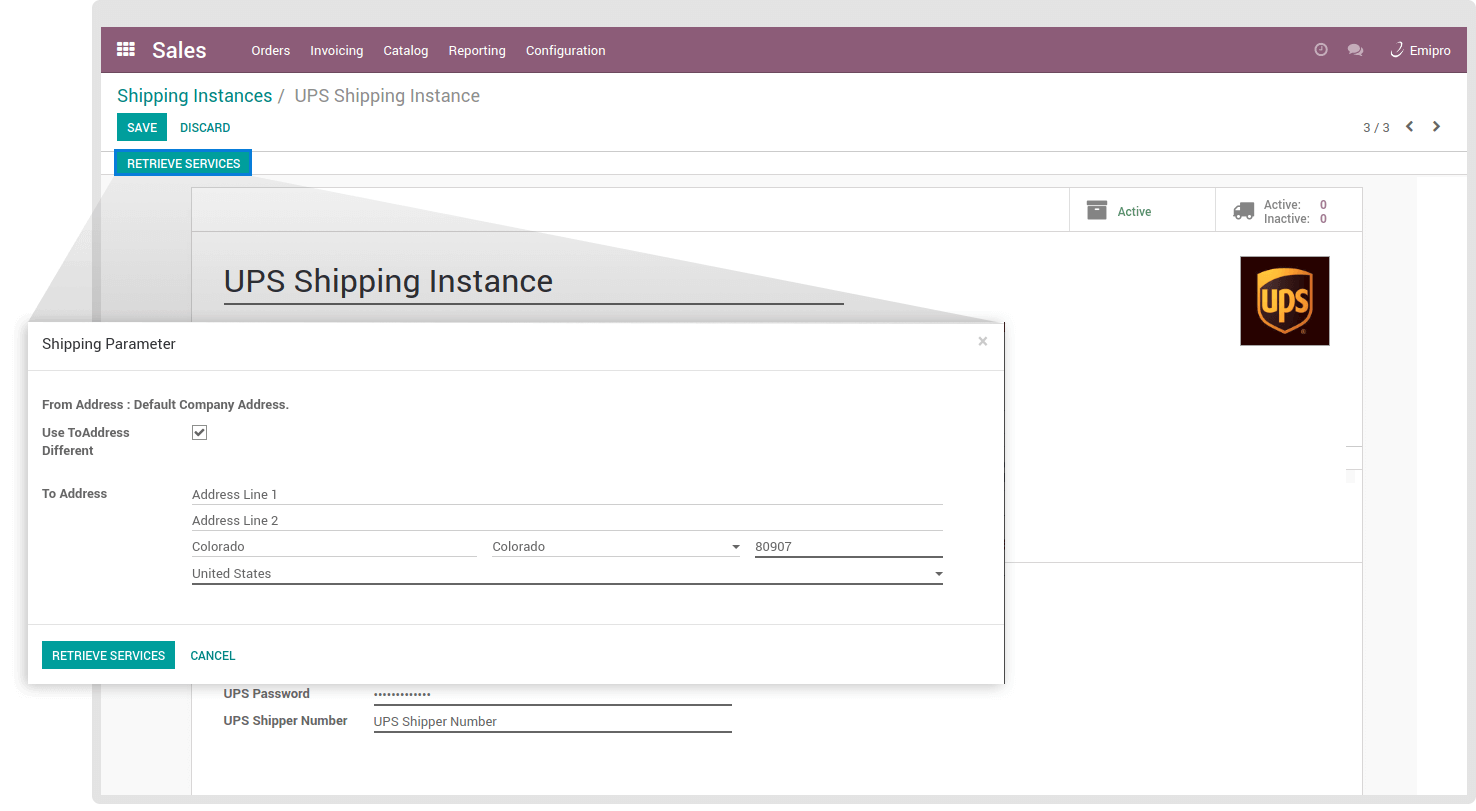 Sales Orders Invoicing Catalog Reporting Configuration Emipro
Shipping Instances / UPS Shipping Instance
SAVE DISCARD 3 / 3
RETRIEVE SERVICES
Active
Active: 0
Inactive: 0
UPS Shipping Instance
ups
Shipping Parameter ×
From Address : Default Company Address.
Use ToAddress
Different
To Address Address Line 1
Address Line 2
Colorado Colorado 80907
United States
RETRIEVE SERVICES CANCEL
UPS Password •••••••••••••
UPS Shipper Number UPS Shipper Number